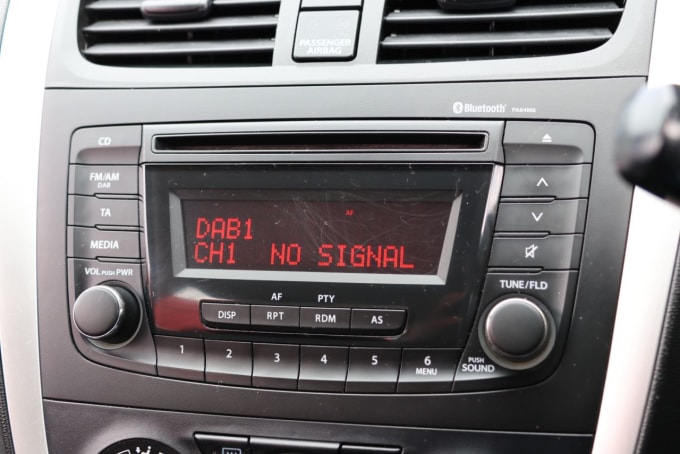 PASSENGER
AIRBAG
Bluetooth
CD
FM/AM
DAB
TA
MEDIA
VOL PUSH PWR
AF
DAB1
CH1 NO SIGNAL
TUNE/FLD
AF PTY
DISP RPT RDM AS
1 2 3 4 5 6
MENU
PUSH
SOUND